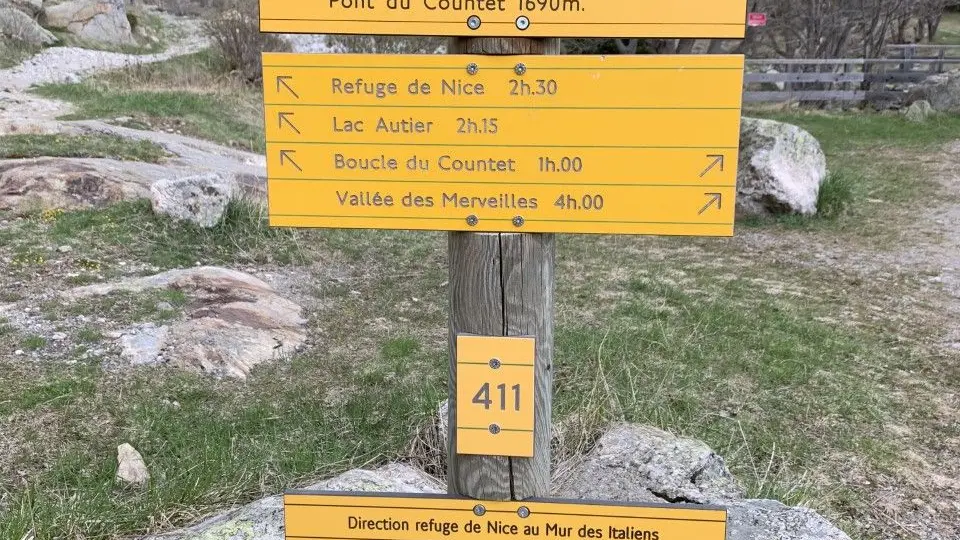 Pont du Countet 1690m.
Refuge de Nice 2h.30
Lac Autier 2h.15
Boucle du Countet 1h.00
Vallée des Merveilles 4h.00
411
Direction refuge de Nice au Mur des Italiens